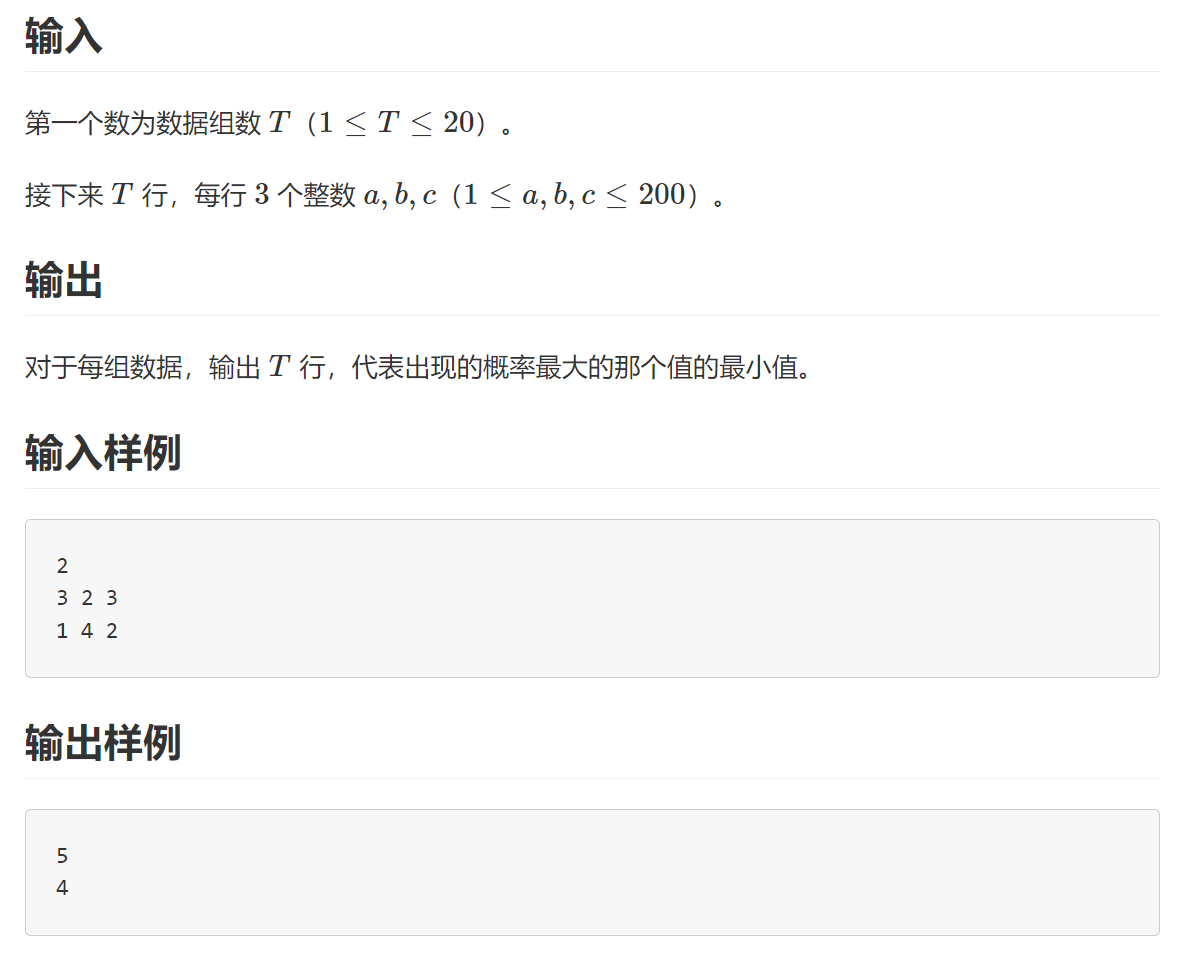 输入
第一个数为数据组数 T（1 ≤ T ≤ 20）。
接下来 T 行，每行 3 个整数 a, b, c（1 ≤ a, b, c ≤ 200）。
输出
对于每组数据，输出 T 行，代表出现的概率最大的那个值的最小值。
输入样例
2
3 2 3
1 4 2
输出样例
5
4